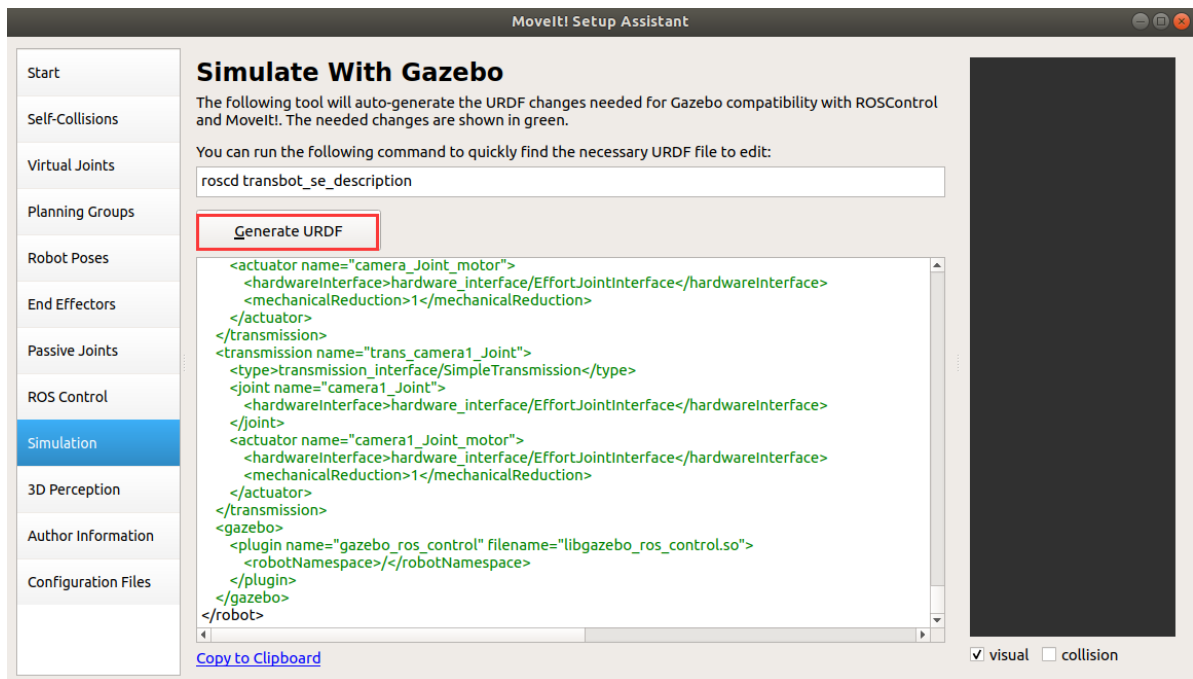 MoveIt! Setup Assistant
Start
Self-Collisions
Virtual Joints
Planning Groups
Robot Poses
End Effectors
Passive Joints
ROS Control
Simulation
3D Perception
Author Information
Configuration Files
Simulate With Gazebo
The following tool will auto-generate the URDF changes needed for Gazebo compatibility with ROSControl
and MoveIt!. The needed changes are shown in green.
You can run the following command to quickly find the necessary URDF file to edit:
roscd transbot_se_description
Generate URDF
<actuator name="camera_Joint_motor">
<hardwareInterface>hardware_interface/EffortJointInterface</hardwareInterface>
<mechanicalReduction>1</mechanicalReduction>
</actuator>
</transmission>
<transmission name="trans_camera1_Joint">
<type>transmission_interface/SimpleTransmission</type>
<joint name="camera1_Joint">
<hardwareInterface>hardware_interface/EffortJointInterface</hardwareInterface>
</joint>
<actuator name="camera1_Joint_motor">
<hardwareInterface>hardware_interface/EffortJointInterface</hardwareInterface>
<mechanicalReduction>1</mechanicalReduction>
</actuator>
</transmission>
<gazebo>
<plugin name="gazebo_ros_control" filename="libgazebo_ros_control.so">
<robotNamespace>/</robotNamespace>
</plugin>
</gazebo>
</robot>
Copy to Clipboard
visual
collision